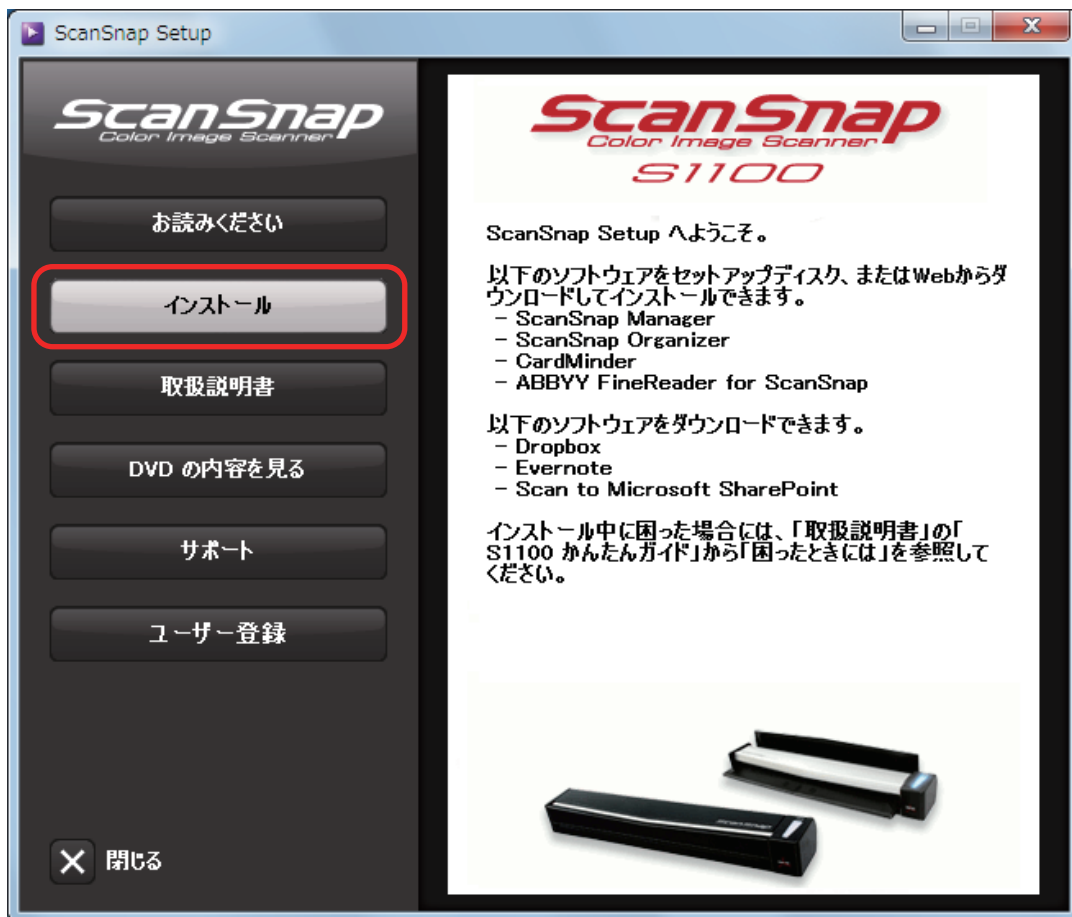 ScanSnap Setup
ScanSnap
Color Image Scanner
お読みください
インストール
取扱説明書
DVD の内容を見る
サポート
ユーザー登録
閉じる
ScanSnap
Color Image Scanner
S1100
ScanSnap Setup へようこそ。
以下のソフトウェアをセットアップディスク、またはWebからダ
ウンロードしてインストールできます。
- ScanSnap Manager
- ScanSnap Organizer
- CardMinder
- ABBYY FineReader for ScanSnap
以下のソフトウェアをダウンロードできます。
- Dropbox
- Evernote
- Scan to Microsoft SharePoint
インストール中に困った場合には、「取扱説明書」の「
S1100 かんたんガイド」から「困ったときには」を参照して
ください。
ScanSnap